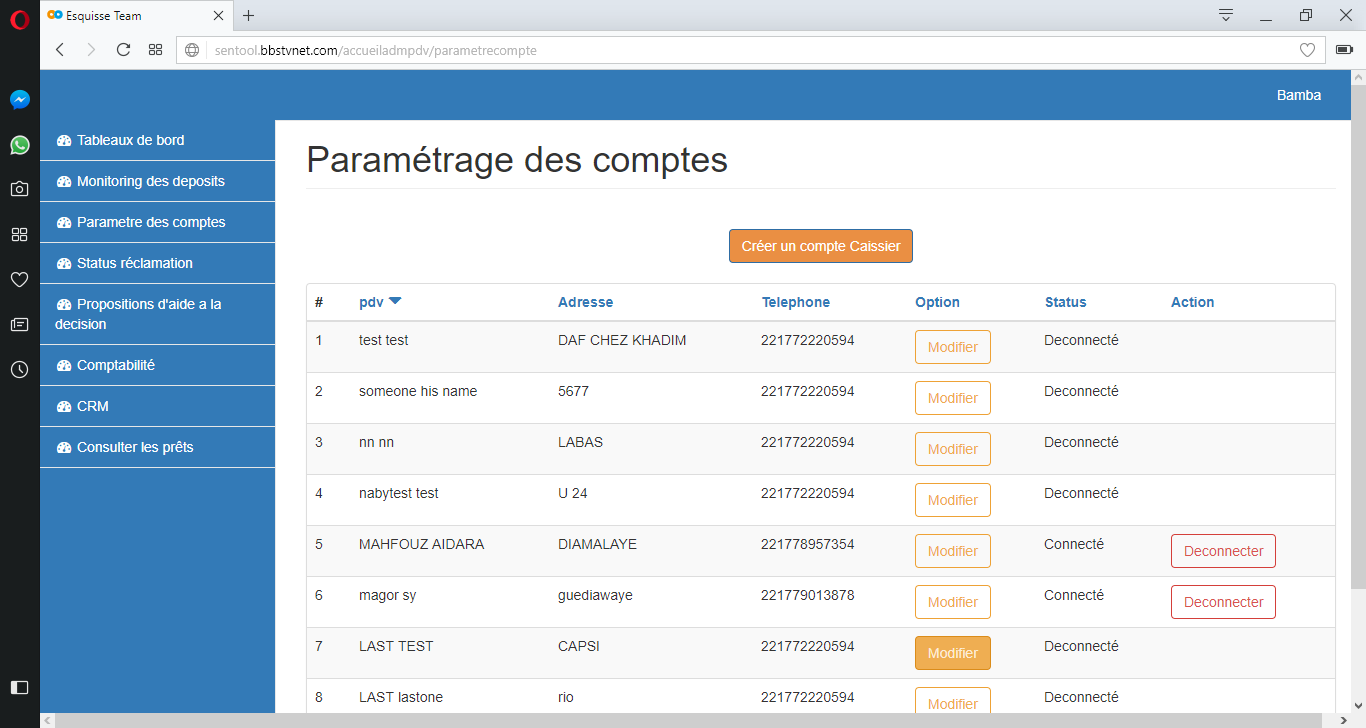 Esquisse Team
sentool.bbstvnet.com/accueiladmpdv/parametrecompte
Bamba
Tableaux de bord
Monitoring des deposits
Parametre des comptes
Status réclamation
Propositions d'aide a la
decision
Comptabilité
CRM
Consulter les prêts
Paramétrage des comptes
Créer un compte Caissier
# pdv Adresse Telephone Option Status Action
1 test test DAF CHEZ KHADIM 221772220594 Modifier Deconnecté
2 someone his name 5677 221772220594 Modifier Deconnecté
3 nn nn LABAS 221772220594 Modifier Deconnecté
4 nabytest test U 24 221772220594 Modifier Deconnecté
5 MAHFOUZ AIDARA DIAMALAYE 221778957354 Modifier Connecté Deconnecter
6 magor sy guediawaye 221779013878 Modifier Connecté Deconnecter
7 LAST TEST CAPSI 221772220594 Modifier Deconnecté
8 LAST lastone rio 221772220594 Modifier Deconnecté